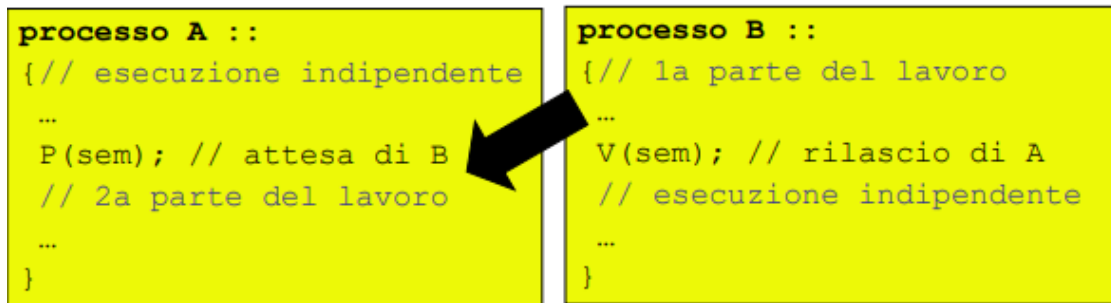 processo A ::
{// esecuzione indipendente
…
P(sem); // attesa di B
// 2a parte del lavoro
…
}
processo B ::
{// 1a parte del lavoro
…
V(sem); // rilascio di A
// esecuzione indipendente
…
}